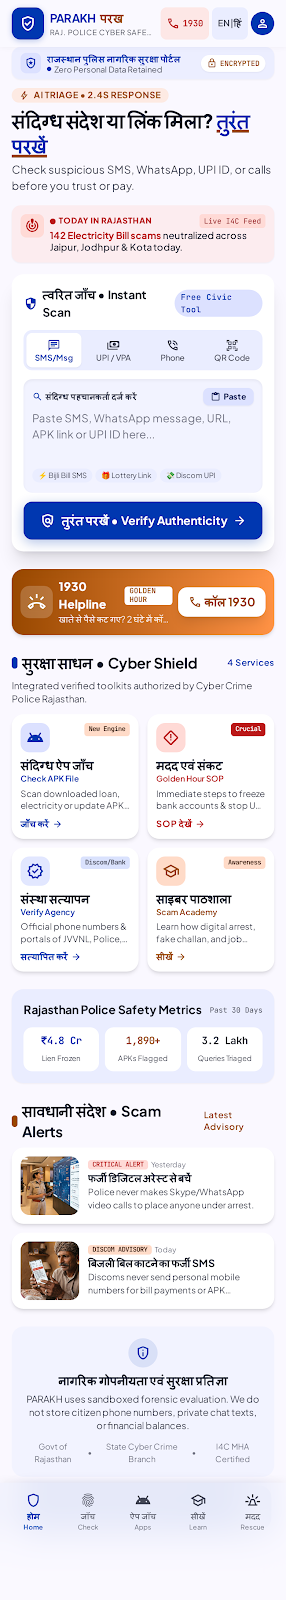 PARAKH परख
RAJ. POLICE CYBER SAFE...
1930
EN|हिं
राजस्थान पुलिस नागरिक सुरक्षा पोर्टल
Zero Personal Data Retained
ENCRYPTED
AI TRIAGE • 2.4S RESPONSE
संदिग्ध संदेश या लिंक मिला? तुरंत
परखें
Check suspicious SMS, WhatsApp, UPI ID, or calls
before you trust or pay.
TODAY IN RAJASTHAN
Live I4C Feed
142 Electricity Bill scams neutralized across
Jaipur, Jodhpur & Kota today.
त्वरित जाँच • Instant
Scan
Free Civic
Tool
SMS/Msg
UPI / VPA
Phone
QR Code
संदिग्ध पहचानकर्ता दर्ज करें
Paste
Paste SMS, WhatsApp message, URL,
APK link or UPI ID here...
⚡ Bijli Bill SMS
🎁 Lottery Link
💸 Discom UPI
तुरंत परखें • Verify Authenticity →
1930
Helpline
GOLDEN
HOUR
खाते से पैसे कट गए? 2 घंटे में कॉ...
कॉल 1930
सुरक्षा साधन • Cyber Shield
4 Services
Integrated verified toolkits authorized by Cyber Crime
Police Rajasthan.
New Engine
संदिग्ध ऐप जाँच
Check APK File
Scan downloaded loan,
electricity or update APK...
जाँच करें →
Crucial
मदद एवं संकट
Golden Hour SOP
Immediate steps to freeze
bank accounts & stop U...
SOP देखें →
Discom/Bank
संस्था सत्यापन
Verify Agency
Official phone numbers &
portals of JVVNL, Police,...
सत्यापित करें →
Awareness
साइबर पाठशाला
Scam Academy
Learn how digital arrest,
fake challan, and job...
सीखें →
Rajasthan Police Safety Metrics
Past 30 Days
₹4.8 Cr
Lien Frozen
1,890+
APKs Flagged
3.2 Lakh
Queries Triaged
सावधानी संदेश • Scam
Alerts
Latest
Advisory
CRITICAL ALERT Yesterday
फर्जी डिजिटल अरेस्ट से बचें
Police never makes Skype/WhatsApp
video calls to place anyone under arrest.
DISCOM ADVISORY Today
बिजली बिल काटने का फर्जी SMS
Discoms never send personal mobile
numbers for bill payments or APK...
नागरिक गोपनीयता एवं सुरक्षा प्रतिज्ञा
PARAKH uses sandboxed forensic evaluation. We do
not store citizen phone numbers, private chat texts,
or financial balances.
Govt of
Rajasthan
•
State Cyber Crime
Branch
•
I4C MHA
Certified
होम
Home
जाँच
Check
ऐप जाँच
Apps
सीखें
Learn
मदद
Rescue